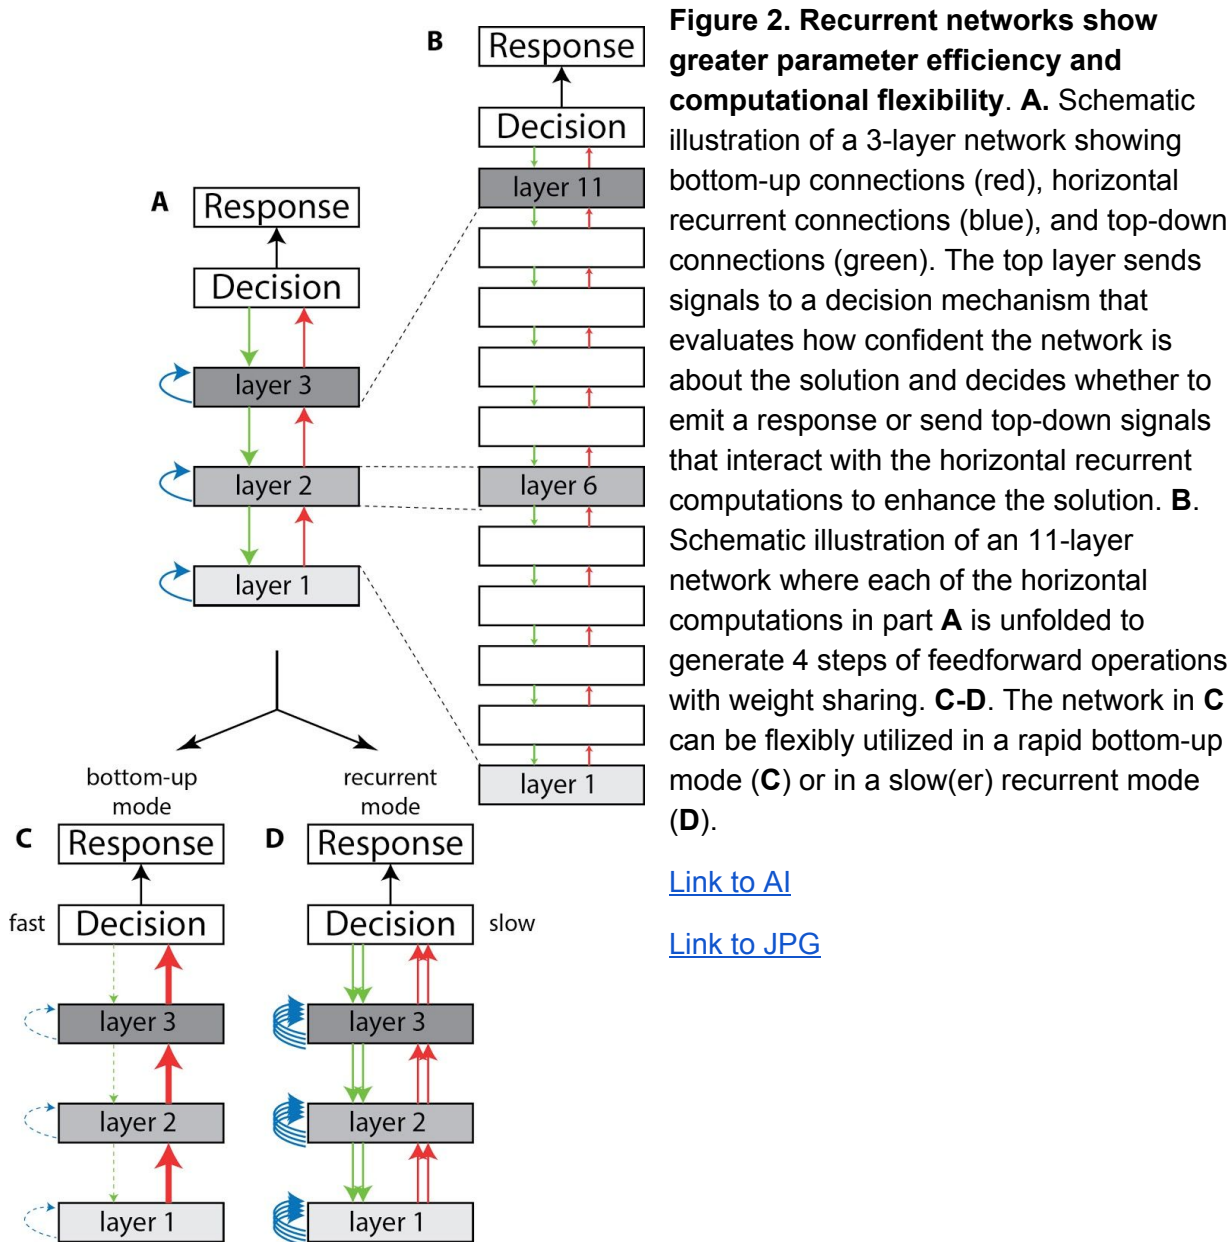 B
Response
Decision
layer 11
layer 6
layer 1
A
Response
Decision
layer 3
layer 2
layer 1
bottom-up
mode
recurrent
mode
C
Response
fast
Decision
layer 3
layer 2
layer 1
D
Response
Decision
slow
layer 3
layer 2
layer 1
Figure 2. Recurrent networks show
greater parameter efficiency and
computational flexibility. A. Schematic
illustration of a 3-layer network showing
bottom-up connections (red), horizontal
recurrent connections (blue), and top-down
connections (green). The top layer sends
signals to a decision mechanism that
evaluates how confident the network is
about the solution and decides whether to
emit a response or send top-down signals
that interact with the horizontal recurrent
computations to enhance the solution. B.
Schematic illustration of an 11-layer
network where each of the horizontal
computations in part A is unfolded to
generate 4 steps of feedforward operations
with weight sharing. C-D. The network in C
can be flexibly utilized in a rapid bottom-up
mode (C) or in a slow(er) recurrent mode
(D).
Link to AI
Link to JPG